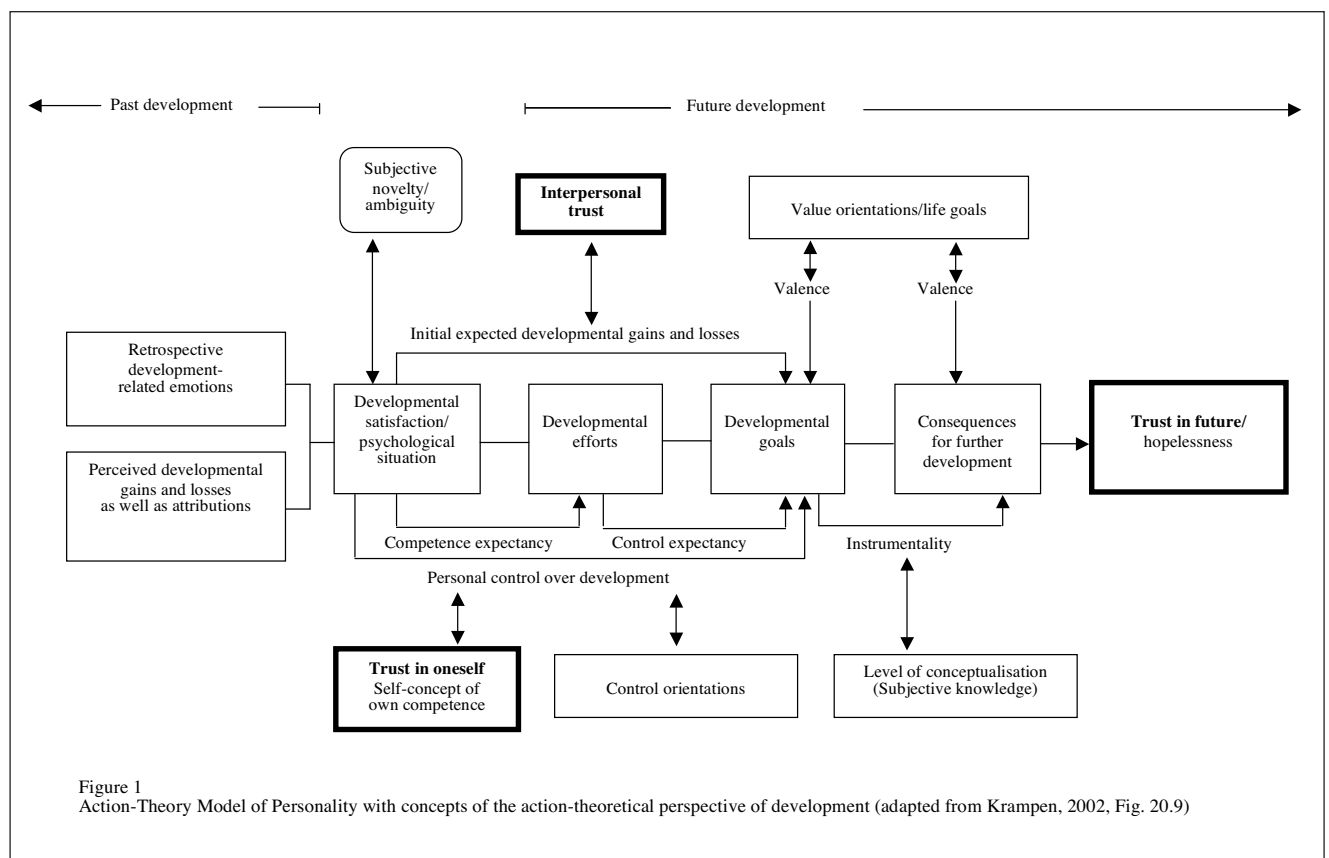 Past development
Future development
Subjective
novelty/
ambiguity
Interpersonal
trust
Value orientations/life goals
Valence
Valence
Initial expected developmental gains and losses
Retrospective
development-
related emotions
Perceived developmental
gains and losses
as well as attributions
Developmental
satisfaction/
psychological
situation
Developmental
efforts
Developmental
goals
Consequences
for further
development
Trust in future/
hopelessness
Competence expectancy
Control expectancy
Instrumentality
Personal control over development
Trust in oneself
Self-concept of
own competence
Control orientations
Level of conceptualisation
(Subjective knowledge)
Figure 1
Action-Theory Model of Personality with concepts of the action-theoretical perspective of development (adapted from Krampen, 2002, Fig. 20.9)